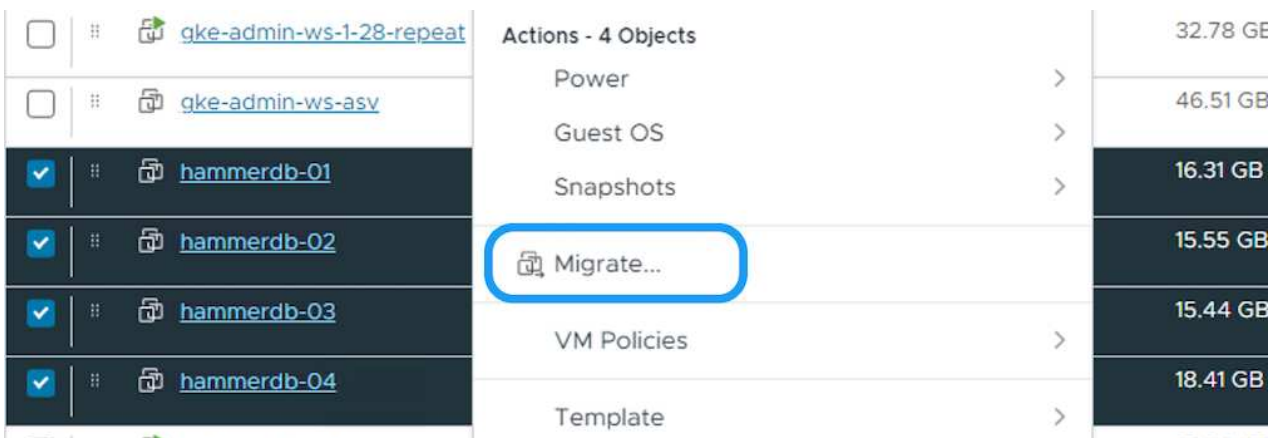 gke-admin-ws-1-28-repeat
Actions - 4 Objects
32.78 GB
Power
gke-admin-ws-asv
46.51 GB
Guest OS
hammerdb-01
Snapshots
16.31 GB
hammerdb-02
Migrate...
15.55 GB
hammerdb-03
VM Policies
15.44 GB
hammerdb-04
Template
18.41 GB